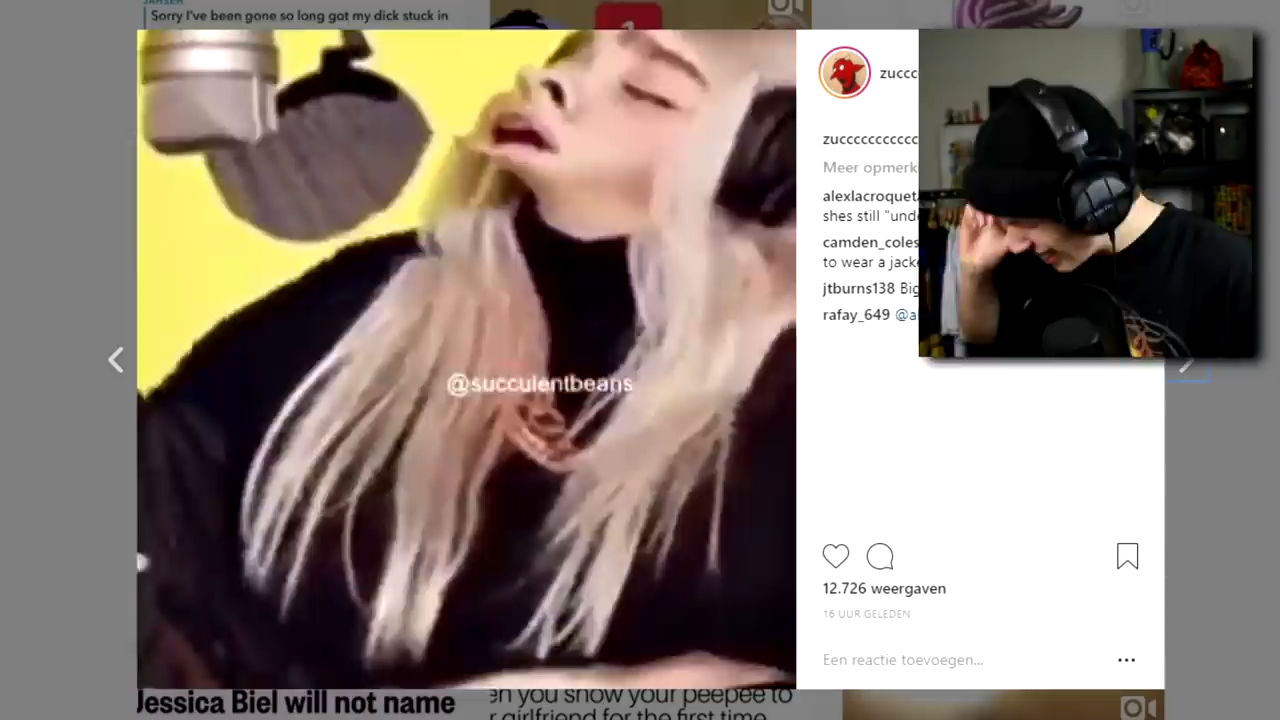 Sorry I've been gone so long got my dick stuck in
zuccc
zuccccccccccc
Meer opmerk
alexlacroqueta
shes still "und
camden_coles
to wear a jack
jtburns138 Big
rafay_649 @a
@succulentbeans
12.726 weergaven
16 UUR GELEDEN
Een reactie toevoegen...
Jessica Biel will not name
en you show your peepee to
girlfriend for the first time